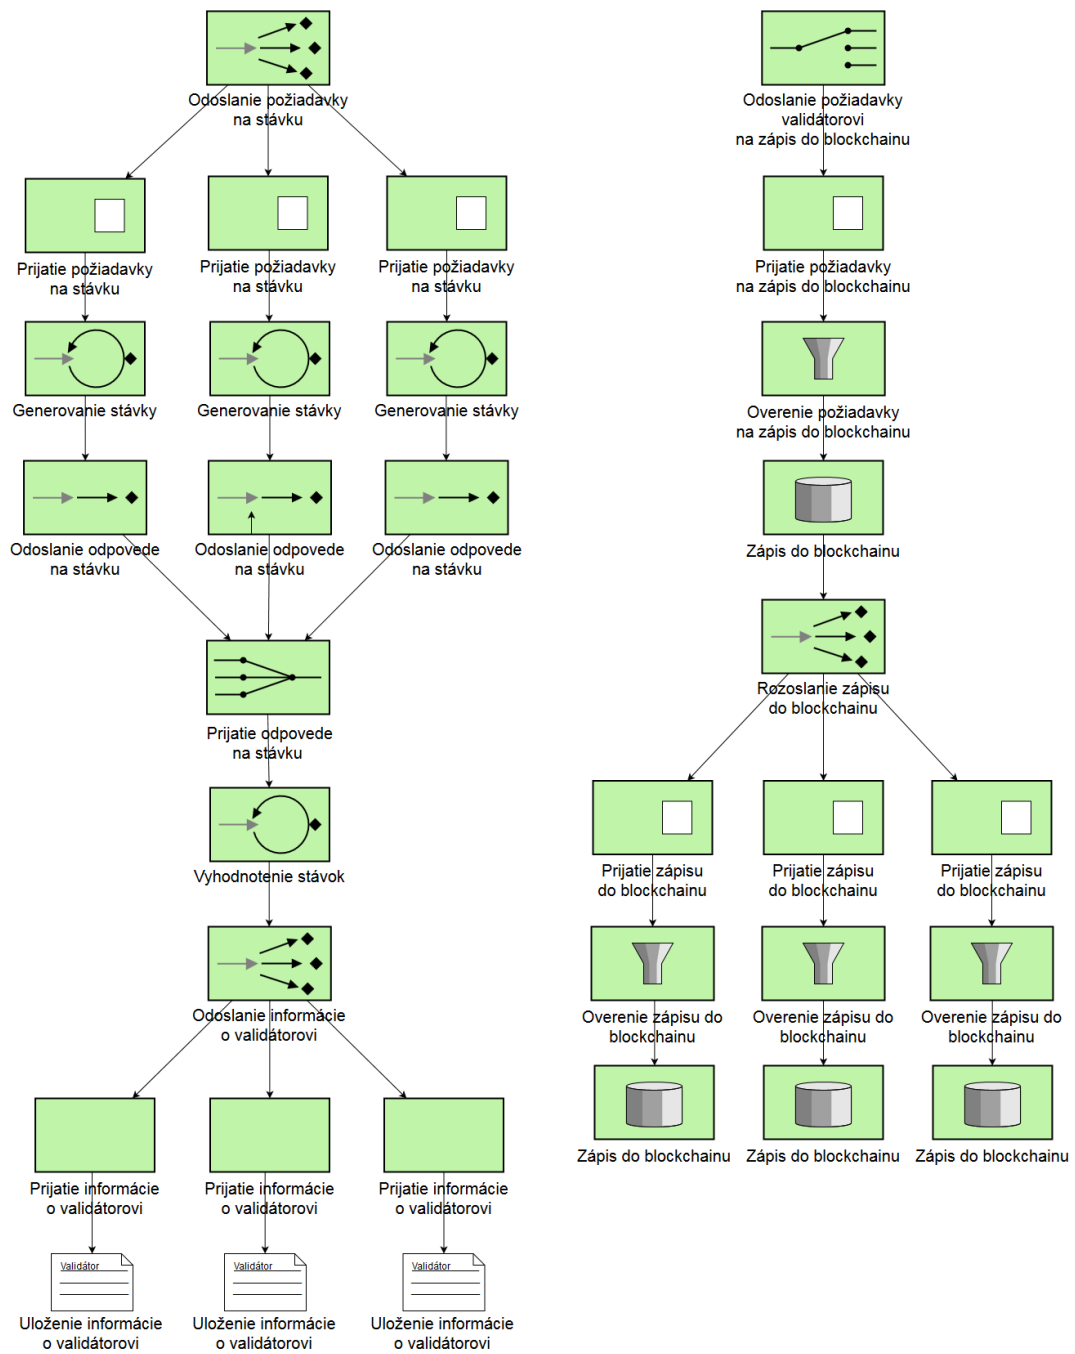 Odoslanie požiadavky
na stávku
Prijatie požiadavky
na stávku
Prijatie požiadavky
na stávku
Prijatie požiadavky
na stávku
Generovanie stávky
Generovanie stávky
Generovanie stávky
Odoslanie odpovede
na stávku
Odoslanie odpovede
na stávku
Odoslanie odpovede
na stávku
Prijatie odpovede
na stávku
Vyhodnotenie stávok
Odoslanie informácie
o validátorovi
Prijatie informácie
o validátorovi
Prijatie informácie
o validátorovi
Prijatie informácie
o validátorovi
Validátor
Validátor
Validátor
Uloženie informácie
o validátorovi
Uloženie informácie
o validátorovi
Uloženie informácie
o validátorovi
Odoslanie požiadavky
validátorovi
na zápis do blockchainu
Prijatie požiadavky
na zápis do blockchainu
Overenie požiadavky
na zápis do blockchainu
Zápis do blockchainu
Rozoslanie zápisu
do blockchainu
Prijatie zápisu
do blockchainu
Prijatie zápisu
do blockchainu
Prijatie zápisu
do blockchainu
Overenie zápisu do
blockchainu
Overenie zápisu do
blockchainu
Overenie zápisu do
blockchainu
Zápis do blockchainu
Zápis do blockchainu
Zápis do blockchainu